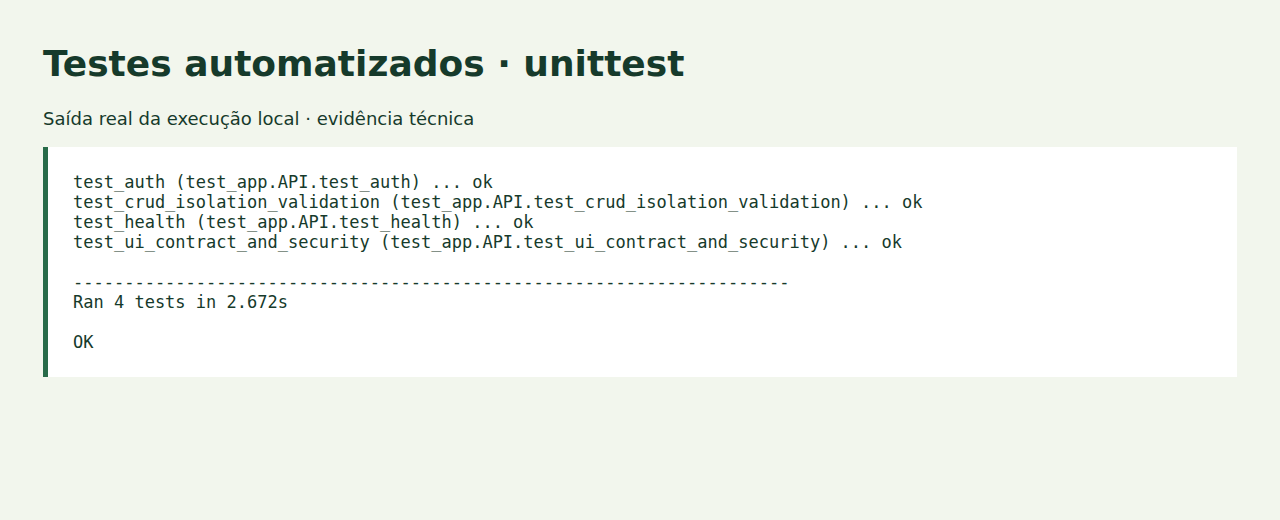 Testes automatizados · unittest
Saída real da execução local · evidência técnica
test_auth (test_app.API.test_auth) ... ok
test_crud_isolation_validation (test_app.API.test_crud_isolation_validation) ... ok
test_health (test_app.API.test_health) ... ok
test_ui_contract_and_security (test_app.API.test_ui_contract_and_security) ... ok
----------------------------------------------------------------------
Ran 4 tests in 2.672s
OK